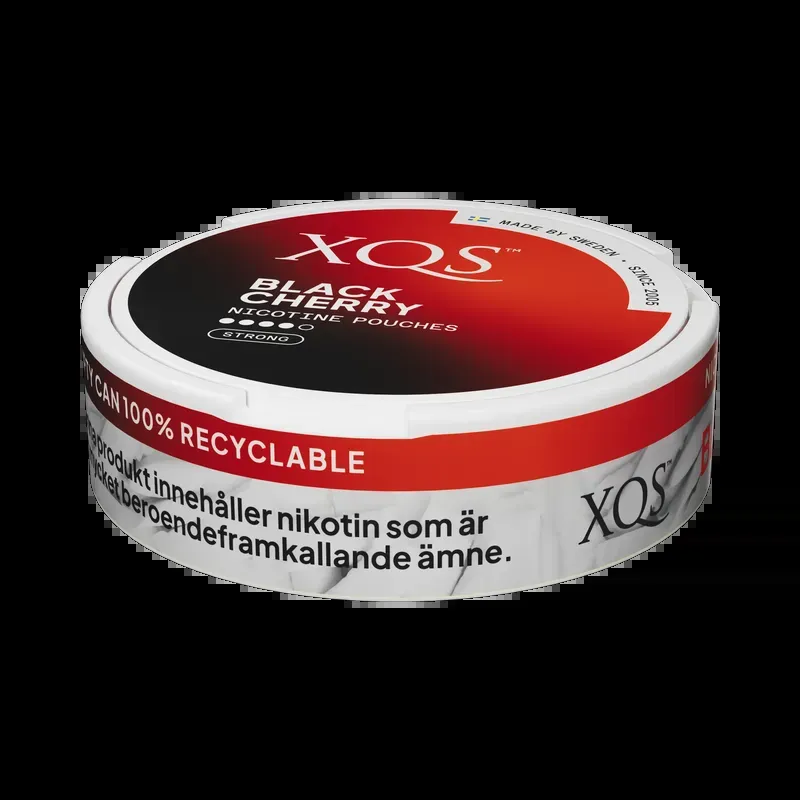 XQS™
BLACK
CHERRY
NICOTINE POUCHES
STRONG
MADE BY SWEDEN • SINCE 2005
CAN 100% RECYCLABLE
produkt innehåller nikotin som är
beroendeframkallande ämne.
XQS™